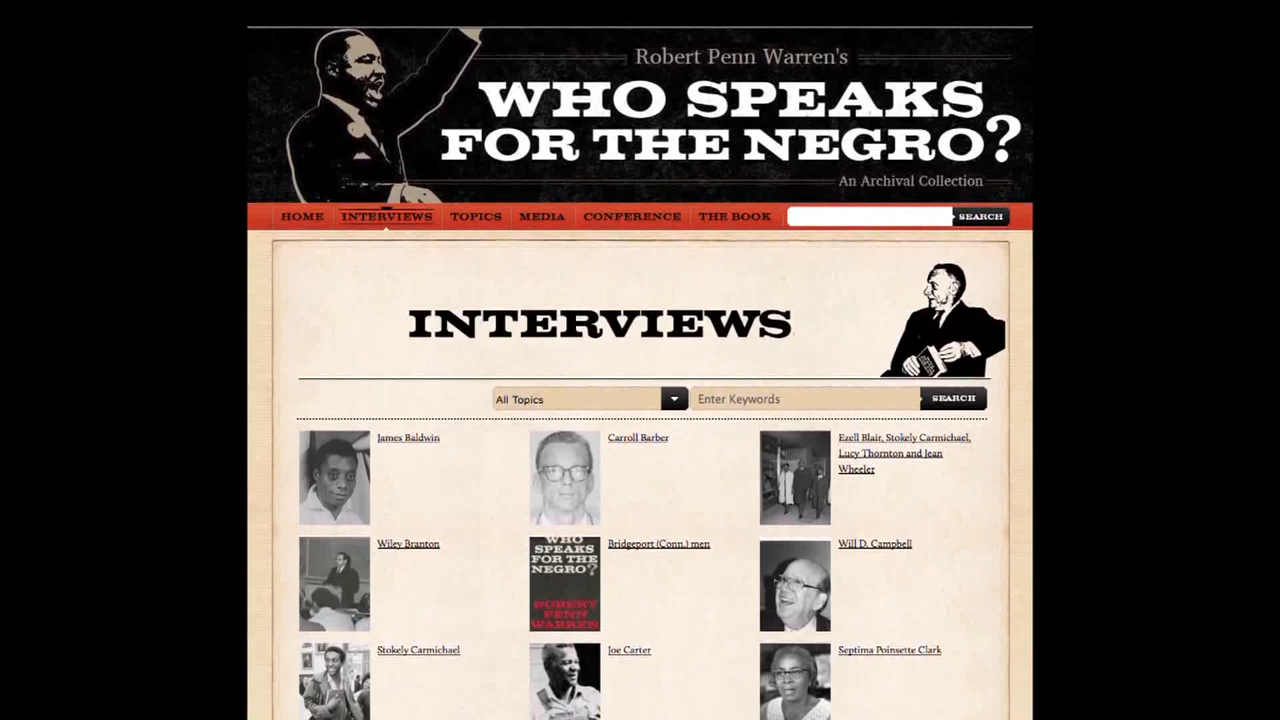 Robert Penn Warren's
WHO SPEAKS
FOR THE NEGRO?
An Archival Collection
HOME INTERVIEWS TOPICS MEDIA CONFERENCE THE BOOK SEARCH
INTERVIEWS
All Topics Enter Keywords SEARCH
James Baldwin
Carroll Barber
Ezell Blair, Stokely Carmichael,
Lucy Thornton and Jean
Wheeler
Wiley Branton
WHO
SPEAKS
FOR THE
NEGRO?
ROBERT
PENN
WARREN
Bridgeport (Conn.) men
Will D. Campbell
Stokely Carmichael
Joe Carter
Septima Poinsette Clark